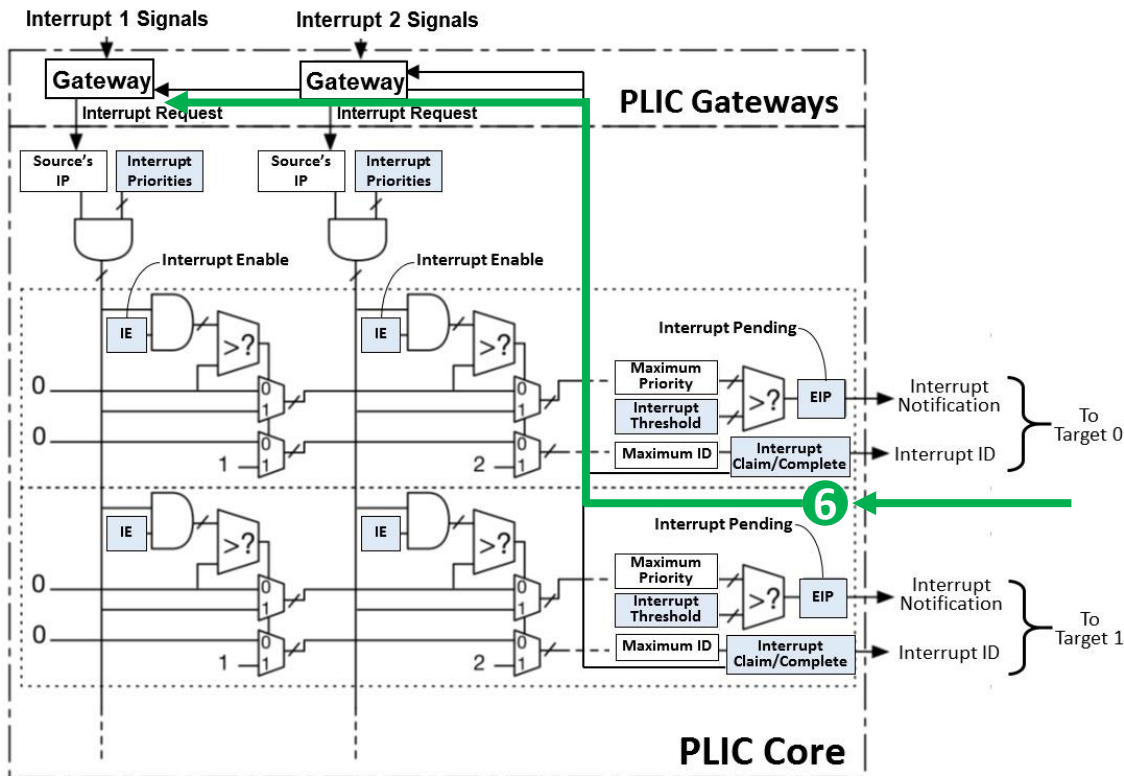 Interrupt 1 Signals
Interrupt 2 Signals
Gateway
Gateway
PLIC Gateways
Interrupt Request
Interrupt Request
Source's
IP
Interrupt
Priorities
Source's
IP
Interrupt
Priorities
Interrupt Enable
Interrupt Enable
IE
>?
IE
>?
Interrupt Pending
0
0
1
0
1
Maximum
Priority
>?
EIP
Interrupt
Notification
Interrupt
Threshold
To
Target 0
0
1
0
1
2
0
1
Maximum ID
Interrupt
Claim/Complete
Interrupt ID
6
IE
>?
IE
>?
Interrupt Pending
0
0
1
0
1
Maximum
Priority
>?
EIP
Interrupt
Notification
Interrupt
Threshold
To
Target 1
0
1
0
1
2
0
1
Maximum ID
Interrupt
Claim/Complete
Interrupt ID
PLIC Core